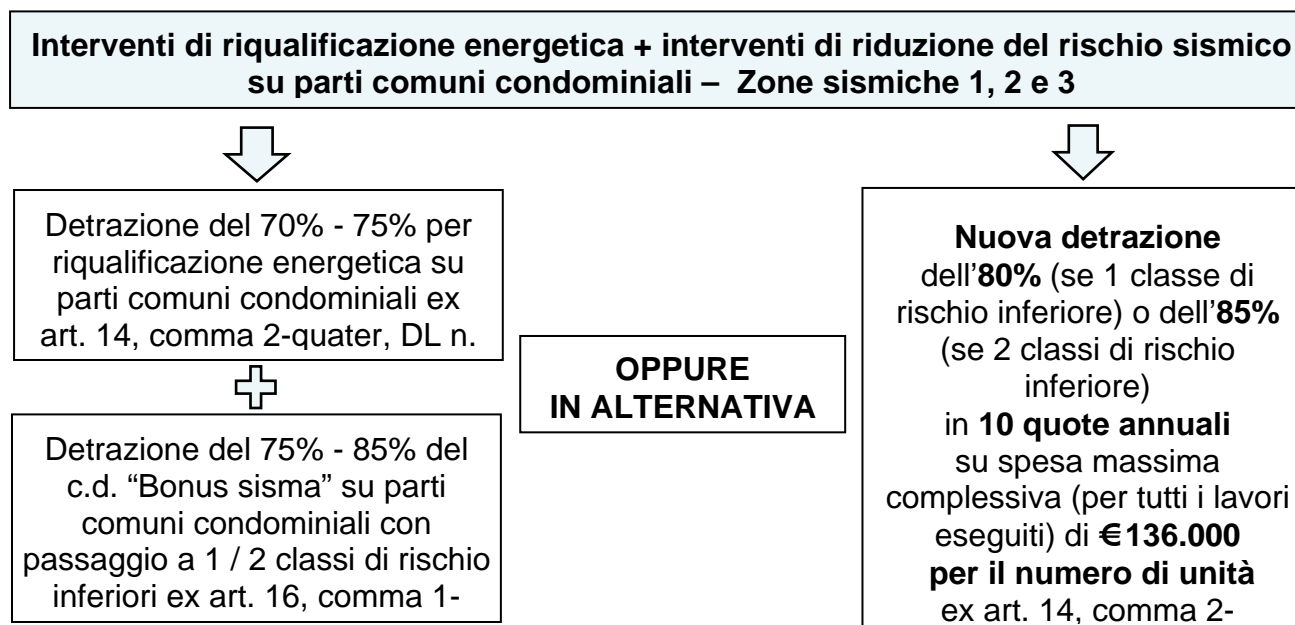 Interventi di riqualificazione energetica + interventi di riduzione del rischio sismico
su parti comuni condominiali – Zone sismiche 1, 2 e 3
Detrazione del 70% - 75% per
riqualificazione energetica su
parti comuni condominiali ex
art. 14, comma 2-quater, DL n.
Detrazione del 75% - 85% del
c.d. “Bonus sisma” su parti
comuni condominiali con
passaggio a 1 / 2 classi di rischio
inferiori ex art. 16, comma 1-
OPPURE
IN ALTERNATIVA
Nuova detrazione
dell'80% (se 1 classe di
rischio inferiore) o dell'85%
(se 2 classi di rischio
inferiore)
in 10 quote annuali
su spesa massima
complessiva (per tutti i lavori
eseguiti) di €136.000
per il numero di unità
ex art. 14, comma 2-